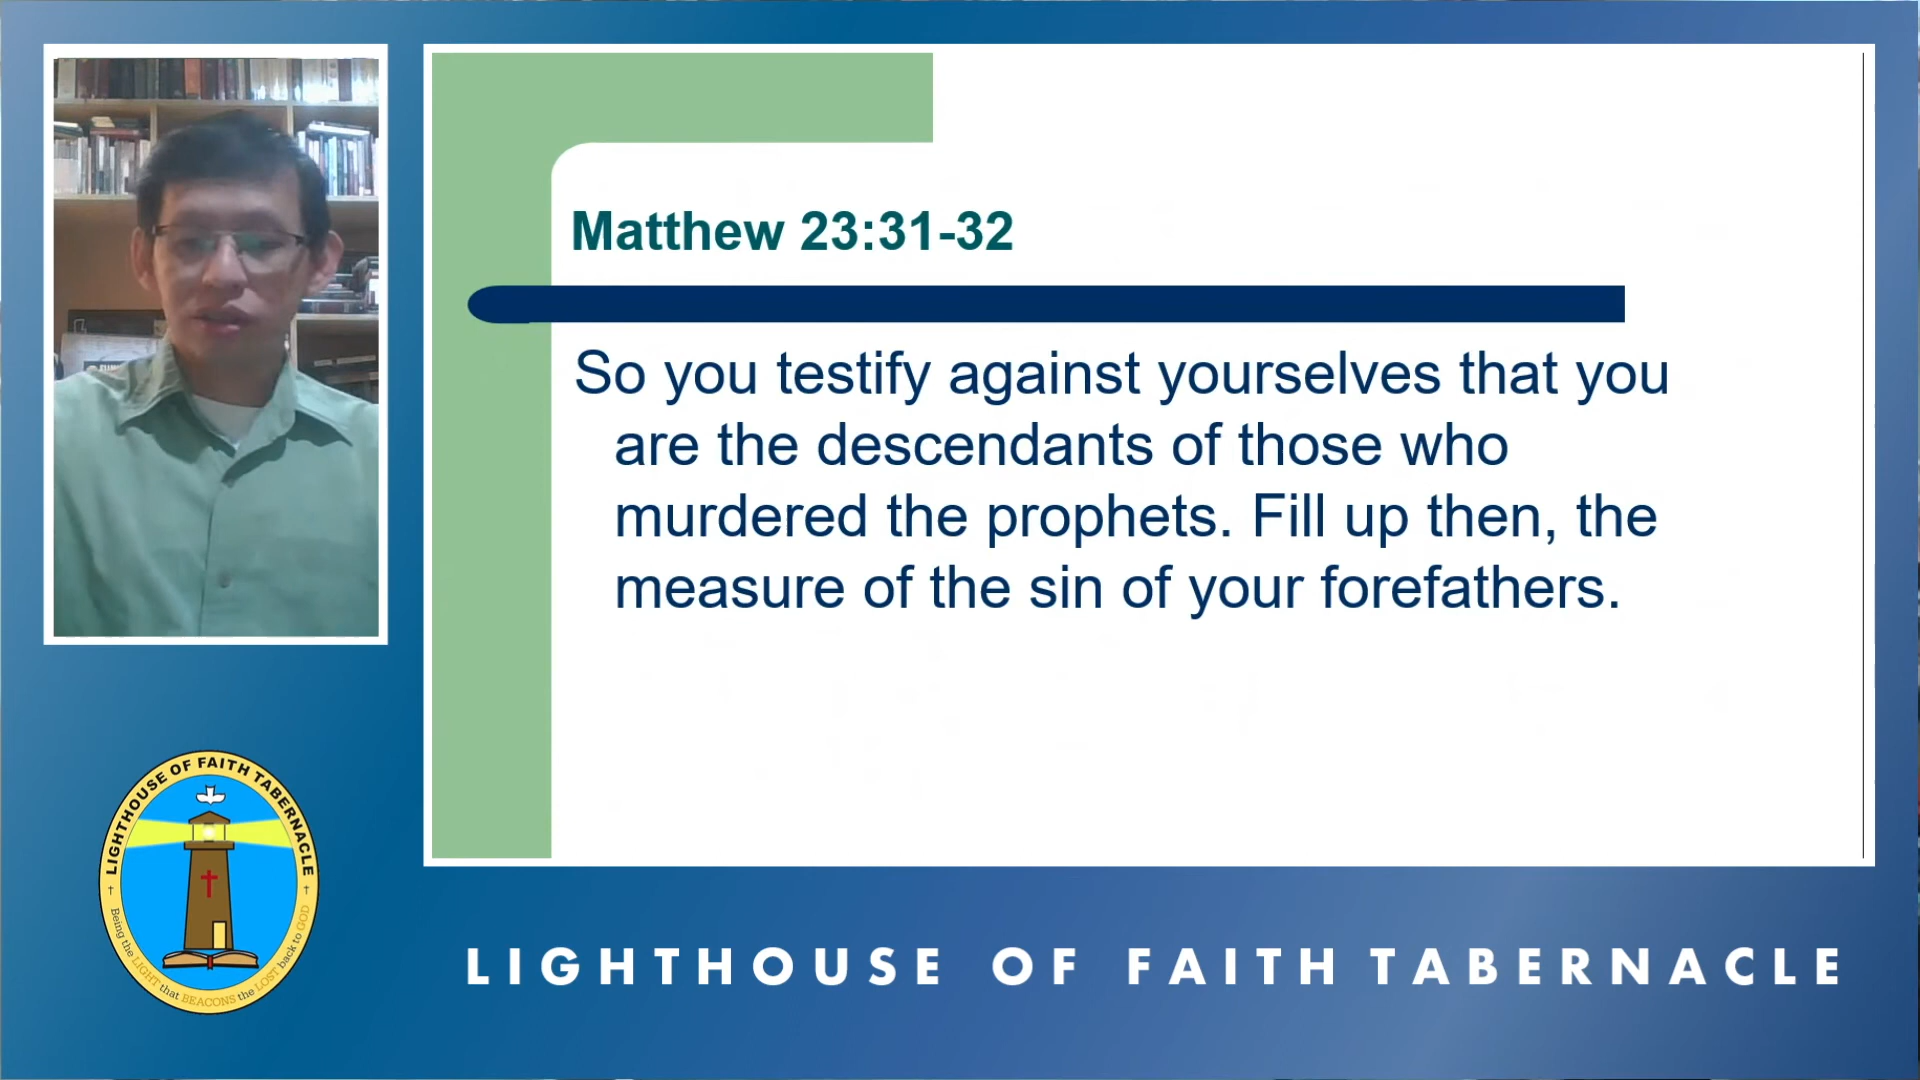 Matthew 23:31-32
So you testify against yourselves that you
are the descendants of those who
murdered the prophets. Fill up then, the
measure of the sin of your forefathers.
LIGHTHOUSE OF FAITH TABERNACLE
Being the LIGHT that BEACONS the LOST back to GOD
LIGHTHOUSE OF FAITH TABERNACLE